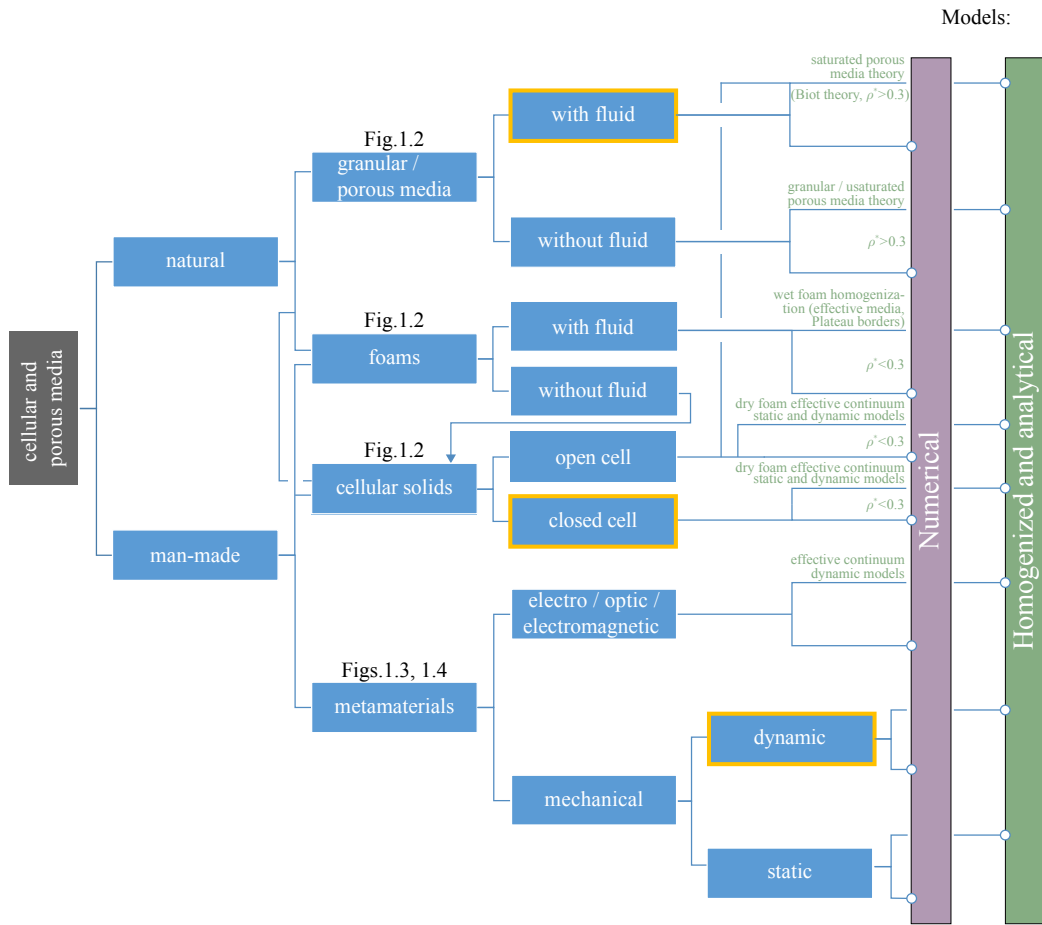 Models:
saturated porous
media theory
(Biot theory, ρ*>0.3)
with fluid
Fig.1.2
granular /
porous media
granular / usaturated
porous media theory
without fluid
ρ*>0.3
natural
wet foam homogeniza-
tion (effective media,
Plateau borders)
Fig.1.2
with fluid
foams
ρ*<0.3
without fluid
cellular and
porous media
dry foam effective continuum
static and dynamic models
ρ*<0.3
Fig.1.2
open cell
cellular solids
dry foam effective continuum
static and dynamic models
ρ*<0.3
closed cell
man-made
effective continuum
dynamic models
electro / optic /
electromagnetic
Figs.1.3, 1.4
metamaterials
dynamic
mechanical
static
Numerical
Homogenized and analytical